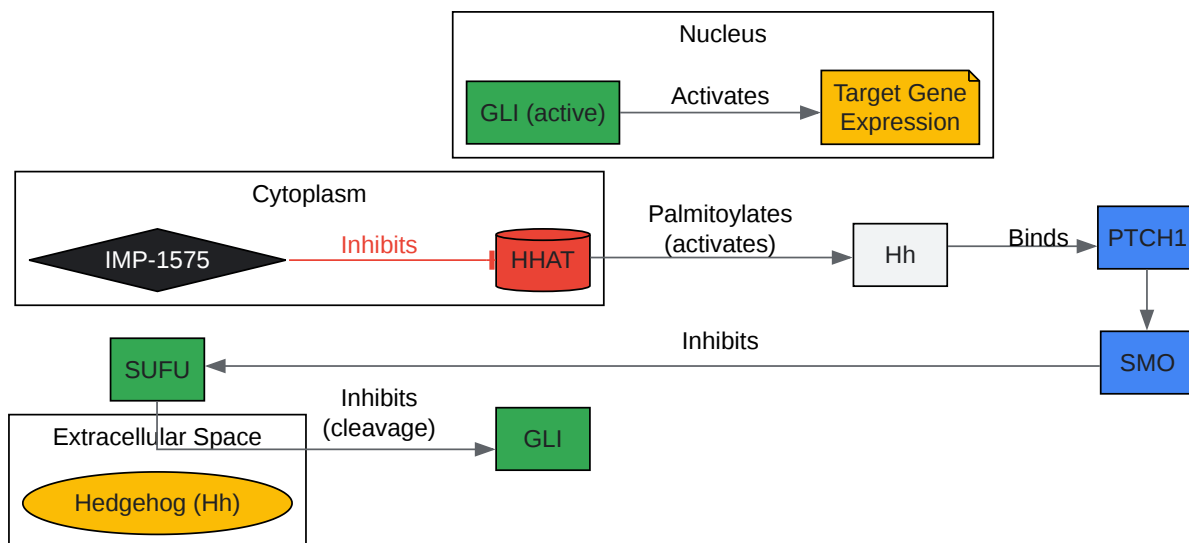 Nucleus
GLI (active)
Activates
Target Gene
Expression
Cytoplasm
IMP-1575
Inhibits
HHAT
Palmitoylates
(activates)
Hh
Binds
PTCH1
Inhibits
SMO
SUFU
Inhibits
(cleavage)
GLI
Extracellular Space
Hedgehog (Hh)